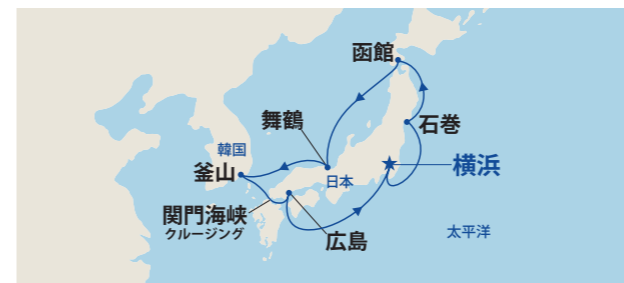 函館
石巻
舞鶴
韓国
釜山
日本
横浜
関門海峡
クルージング
広島
太平洋